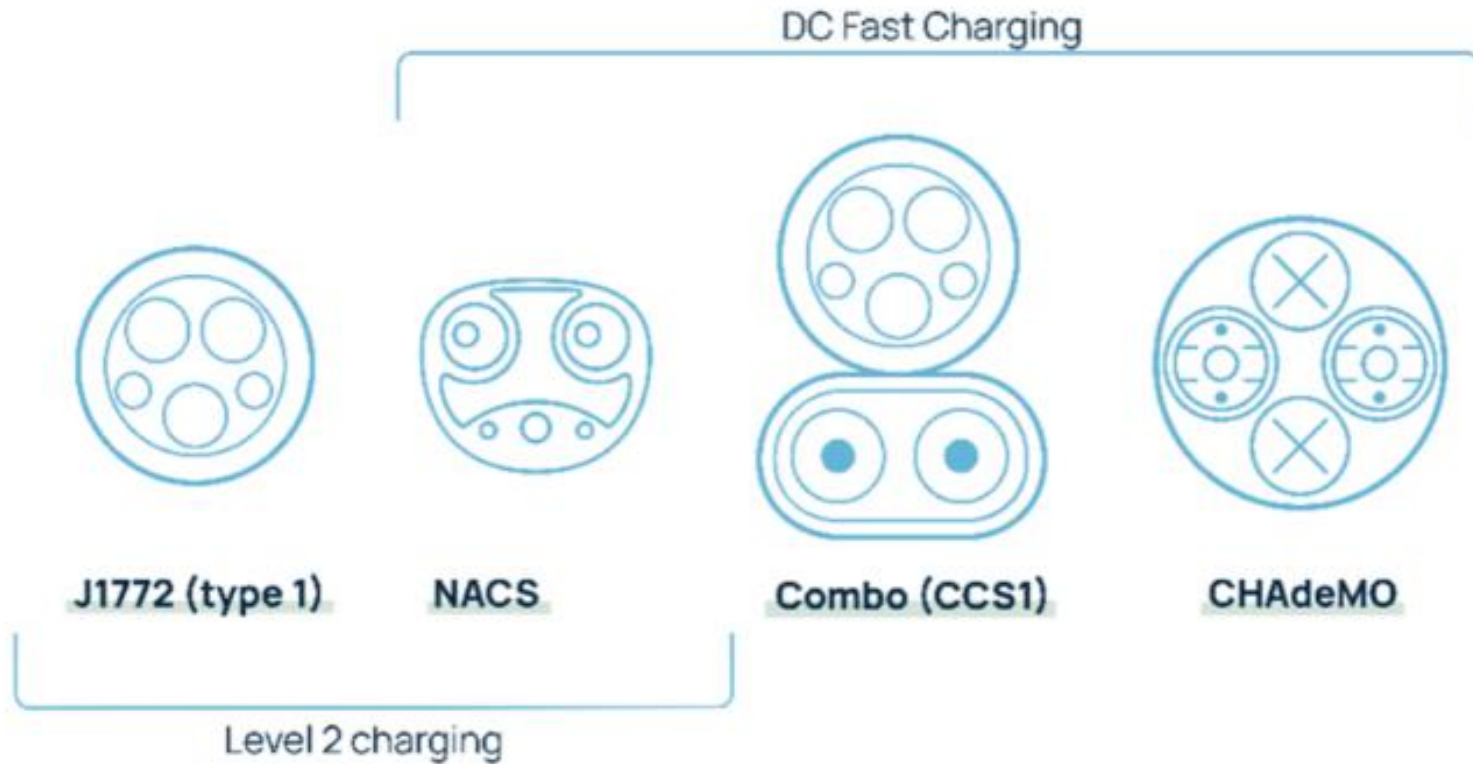 DC Fast Charging
J1772 (type 1)
NACS
Combo (CCS1)
CHAdeMO
Level 2 charging